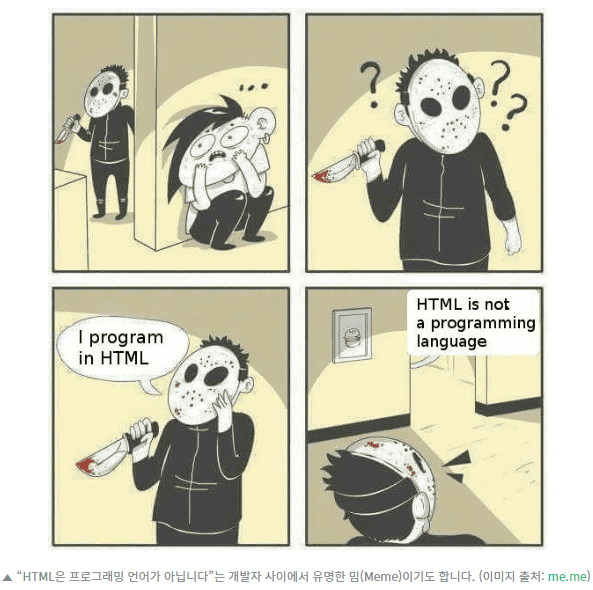 ? ? ?
I program
in HTML
HTML is not
a programming
language
▲ “HTML은 프로그래밍 언어가 아닙니다”는 개발자 사이에서 유명한 밈(Meme)이기도 합니다. (이미지 출처: me.me)